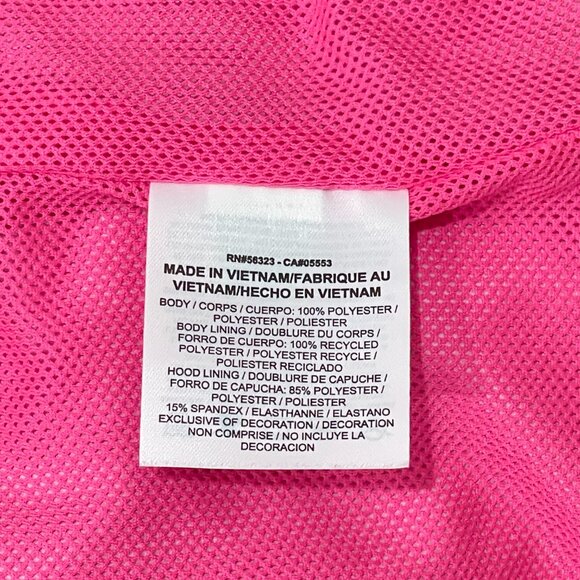 RN#56323 - CA#05553
MADE IN VIETNAM/FABRIQUE AU
VIETNAM/HECHO EN VIETNAM
BODY / CORPS / CUERPO: 100% POLYESTER /
POLYESTER / POLIESTER
BODY LINING / DOUBLURE DU CORPS /
FORRO DE CUERPO: 100% RECYCLED
POLYESTER / POLYESTER RECYCLE /
POLIESTER RECICLADO
HOOD LINING / DOUBLURE DE CAPUCHE /
FORRO DE CAPUCHA: 85% POLYESTER /
POLYESTER / POLIESTER
15% SPANDEX / ELASTHANNE / ELASTANO
EXCLUSIVE OF DECORATION / DECORATION
NON COMPRISE / NO INCLUYE LA
DECORACION